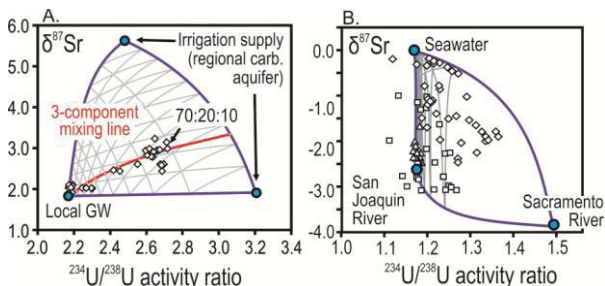 A.
δ⁸⁷Sr
6.0
5.0
4.0
3.0
2.0
1.0
Irrigation supply
(regional carb.
aquifer)
3-component
mixing line
70:20:10
Local GW
2.0 2.2 2.4 2.6 2.8 3.0 3.2 3.4
²³⁴U/²³⁸U activity ratio
B.
δ⁸⁷Sr
0.0
-1.0
-2.0
-3.0
-4.0
Seawater
San
Joaquin
River
Sacramento
River
1.0 1.1 1.2 1.3 1.4 1.5
²³⁴U/²³⁸U activity ratio